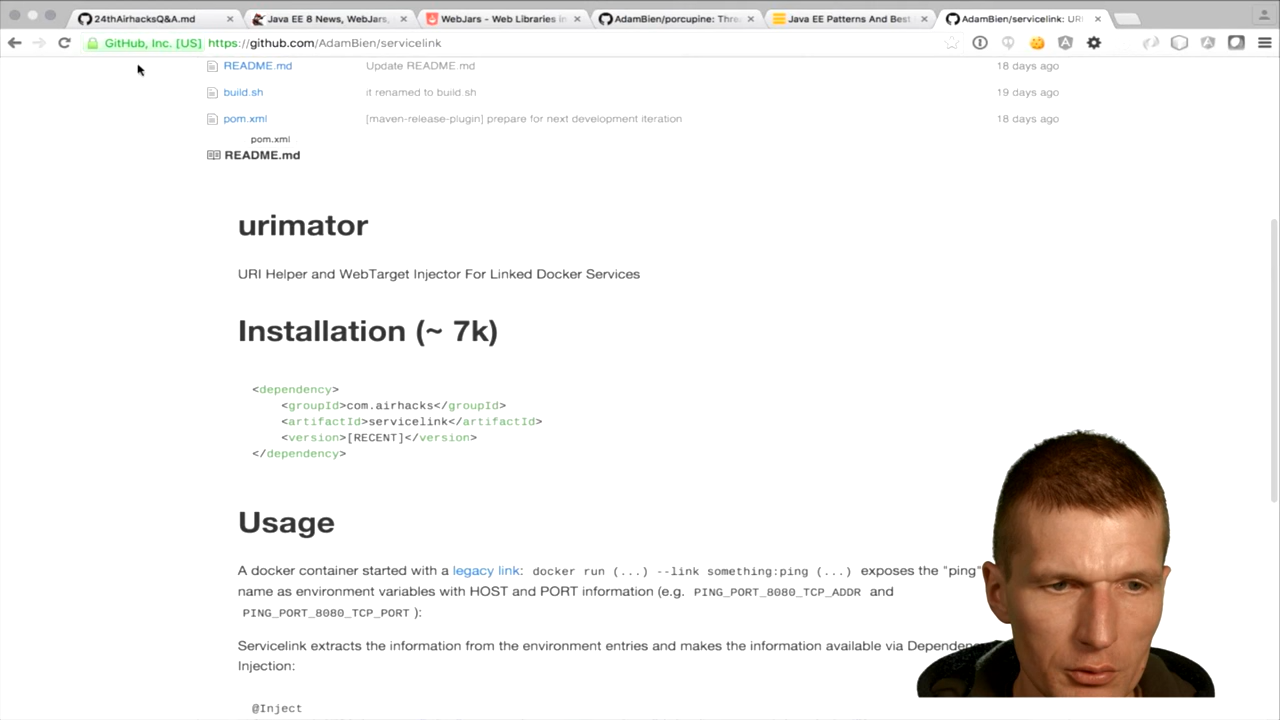 24thAirhacksQ&A.md
Java EE 8 News, WebJars,
WebJars - Web Libraries in
AdamBien/porcupine: Thre
Java EE Patterns And Best
AdamBien/servicelink: URI
GitHub, Inc. [US] https://github.com/AdamBien/servicelink
README.md Update README.md 18 days ago
build.sh it renamed to build.sh 19 days ago
pom.xml [maven-release-plugin] prepare for next development iteration 18 days ago
pom.xml
README.md
urimator
URI Helper and WebTarget Injector For Linked Docker Services
Installation (~ 7k)
<dependency>
<groupId>com.airhacks</groupId>
<artifactId>servicelink</artifactId>
<version>[RECENT]</version>
</dependency>
Usage
A docker container started with a legacy link: docker run (...) --link something:ping (...) exposes the "ping"
name as environment variables with HOST and PORT information (e.g. PING_PORT_8080_TCP_ADDR and
PING_PORT_8080_TCP_PORT ):
Servicelink extracts the information from the environment entries and makes the information available via Dependen
Injection:
@Inject